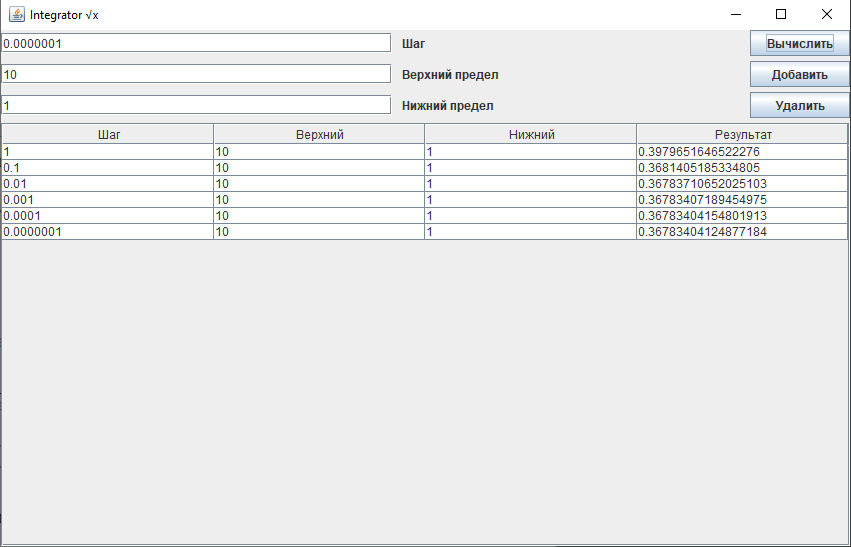 Integrator √x
0.0000001 Шаг Вычислить
10 Верхний предел Добавить
1 Нижний предел Удалить
Шаг Верхний Нижний Результат
1 10 1 0.3979651646522276
0.1 10 1 0.3681405185334805
0.01 10 1 0.36783710652025103
0.001 10 1 0.36783407189454975
0.0001 10 1 0.36783404154801913
0.0000001 10 1 0.36783404124877184